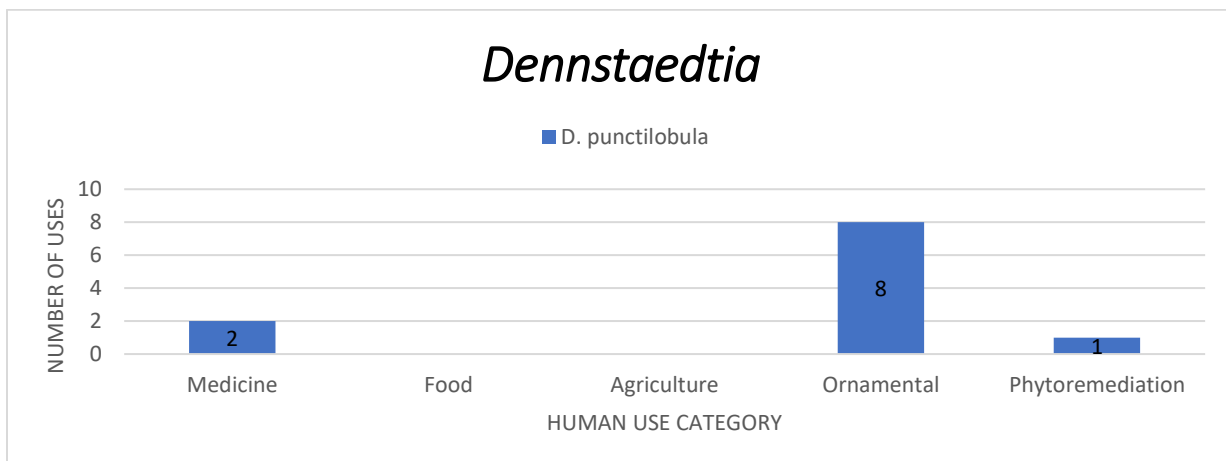 Dennstaedtia
D. punctilobula
NUMBER OF USES
10
8
6
4
2
0
2
8
1
Medicine Food Agriculture Ornamental Phytoremediation
HUMAN USE CATEGORY